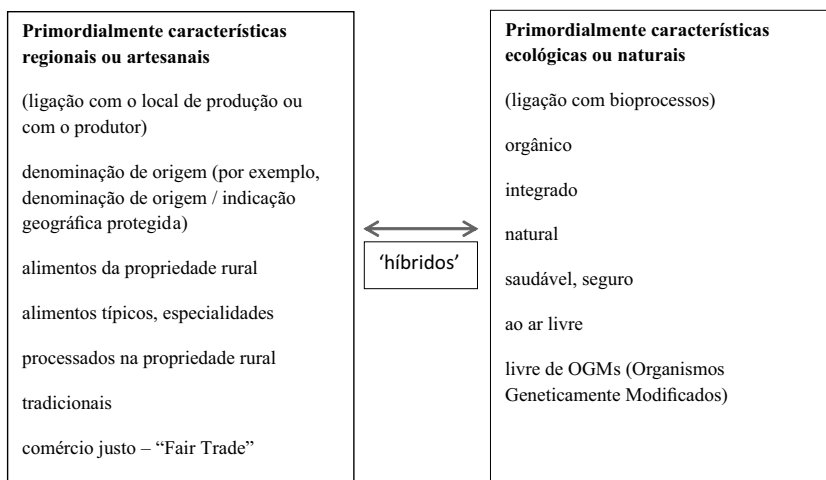 Primordialmente características
regionais ou artesanais
(ligação com o local de produção ou
com o produtor)
denominação de origem (por exemplo,
denominação de origem / indicação
geográfica protegida)
alimentos da propriedade rural
alimentos típicos, especialidades
processados na propriedade rural
tradicionais
comércio justo – “Fair Trade”
‘híbridos’
Primordialmente características
ecológicas ou naturais
(ligação com bioprocessos)
orgânico
integrado
natural
saudável, seguro
ao ar livre
livre de OGMs (Organismos
Geneticamente Modificados)